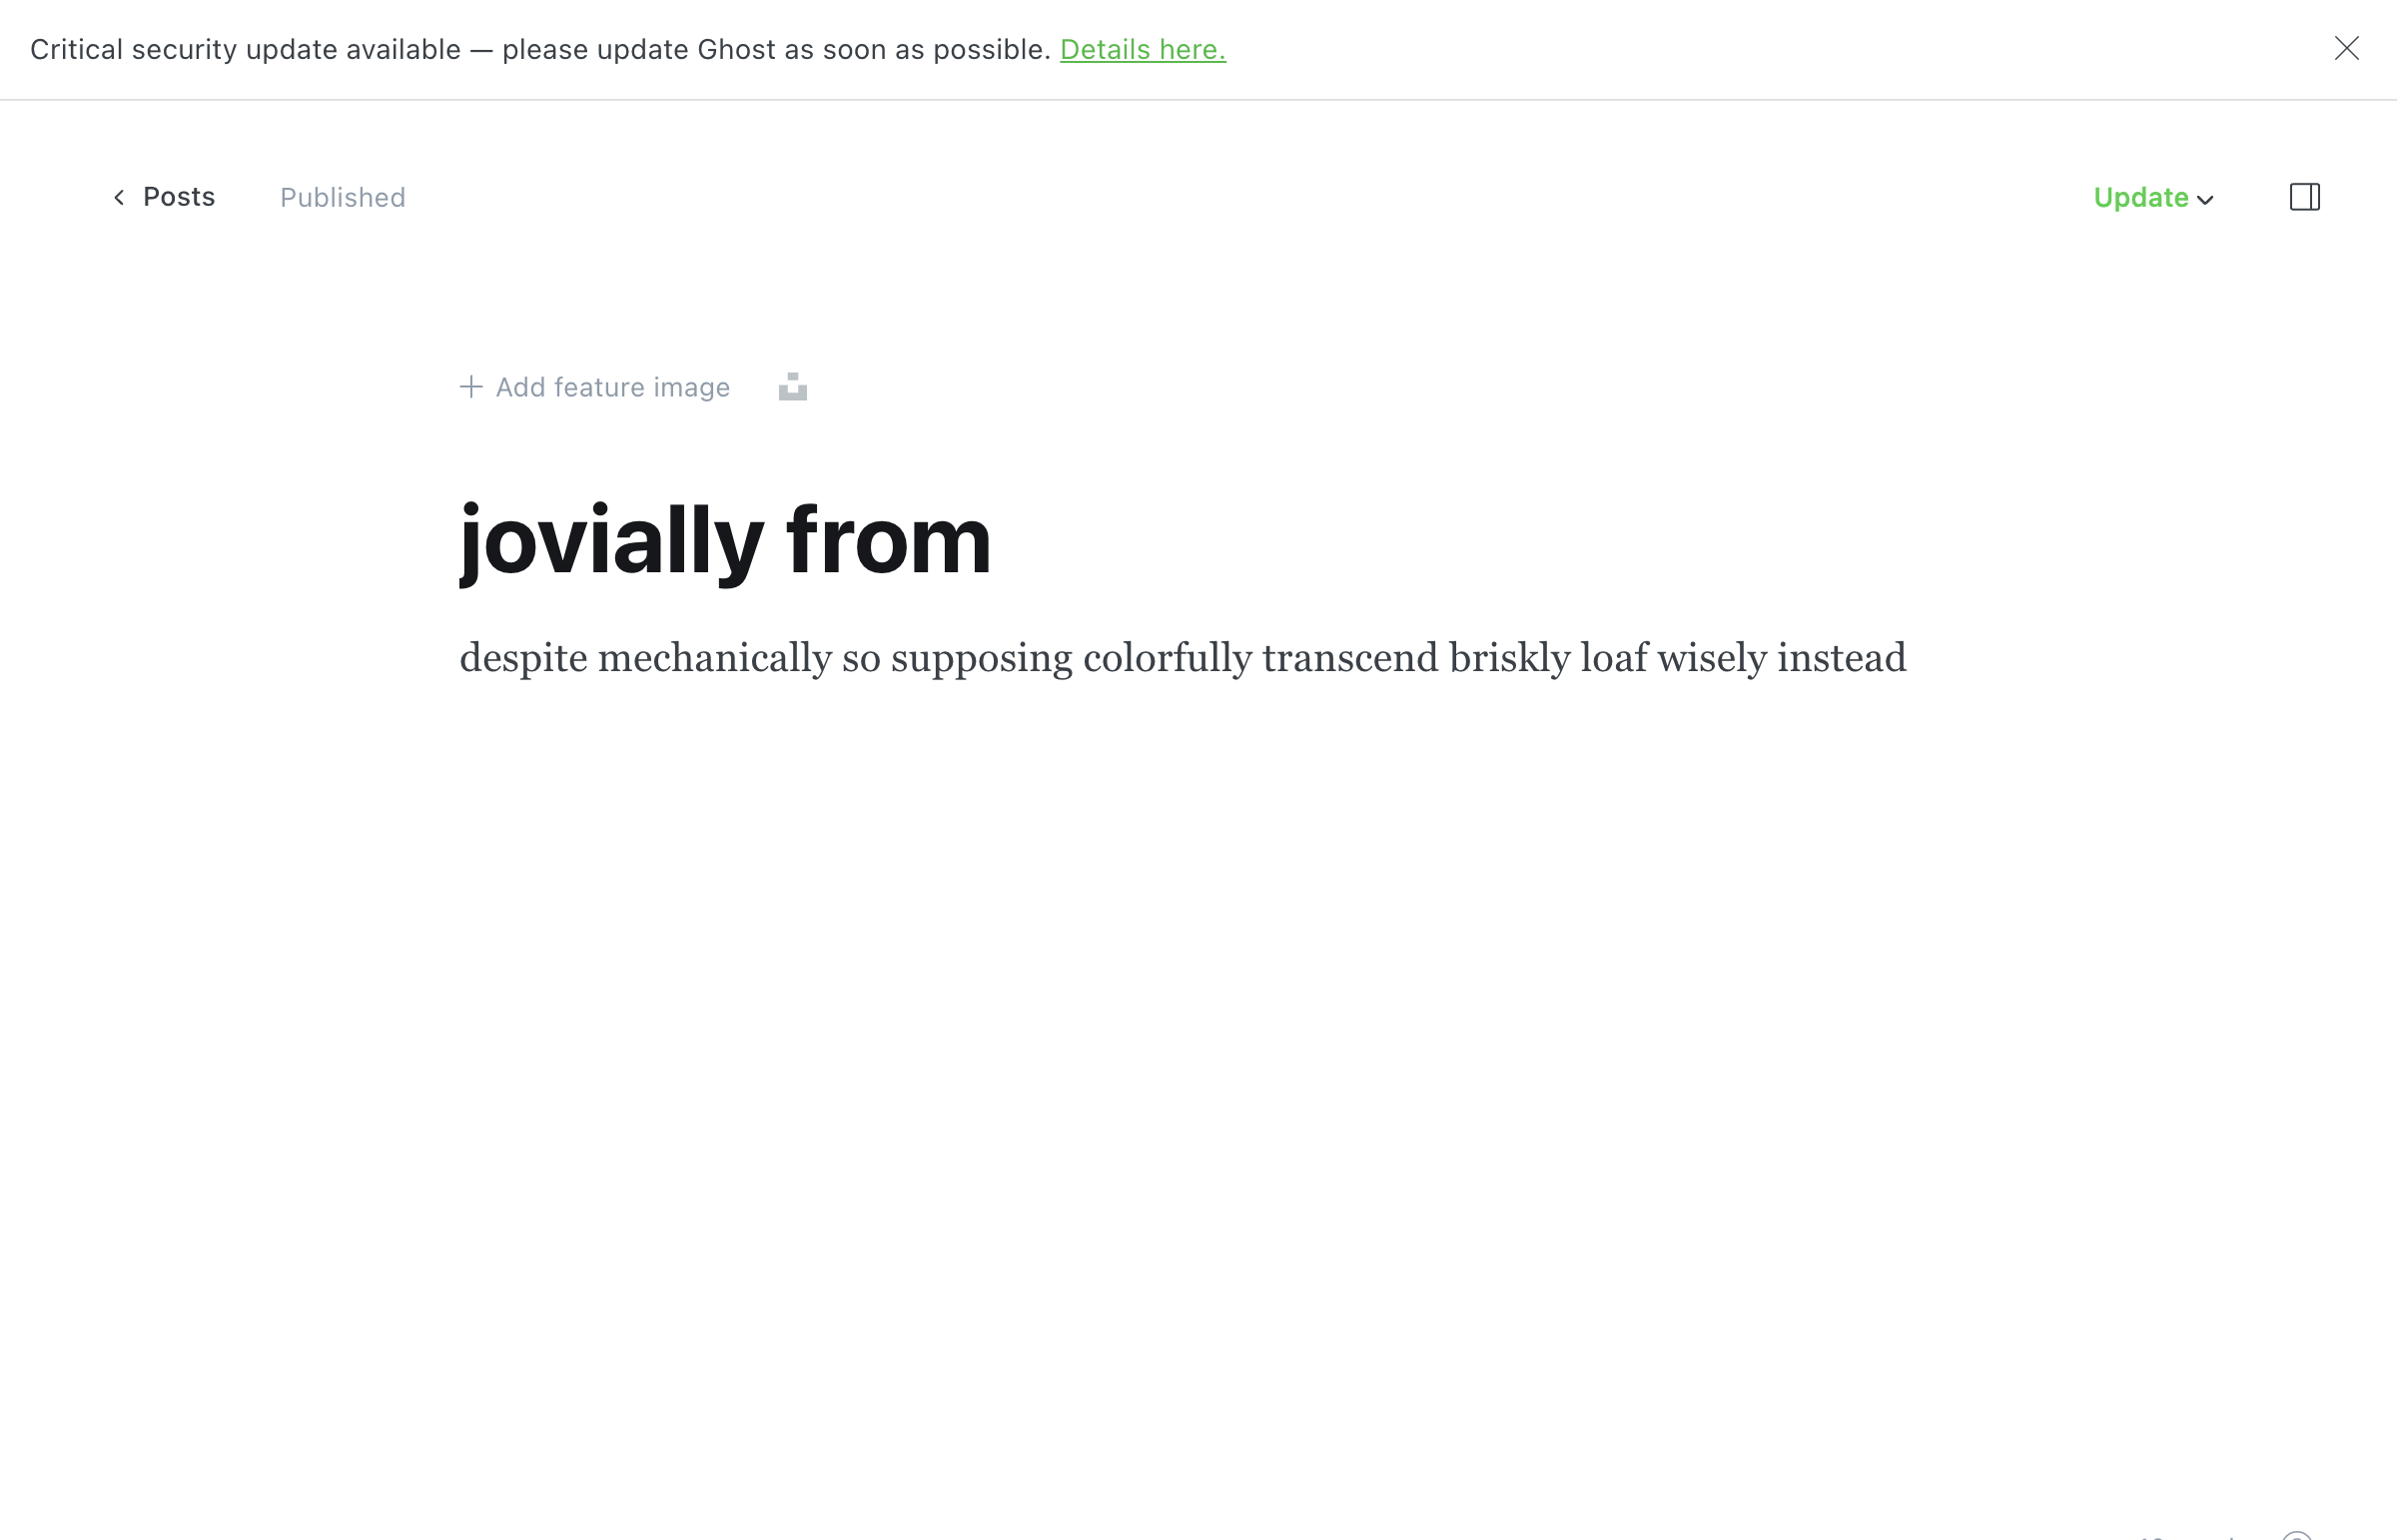 Critical security update available — please update Ghost as soon as possible. Details here.
Posts
Published
Update
Add feature image
jovially from
despite mechanically so supposing colorfully transcend briskly loaf wisely instead